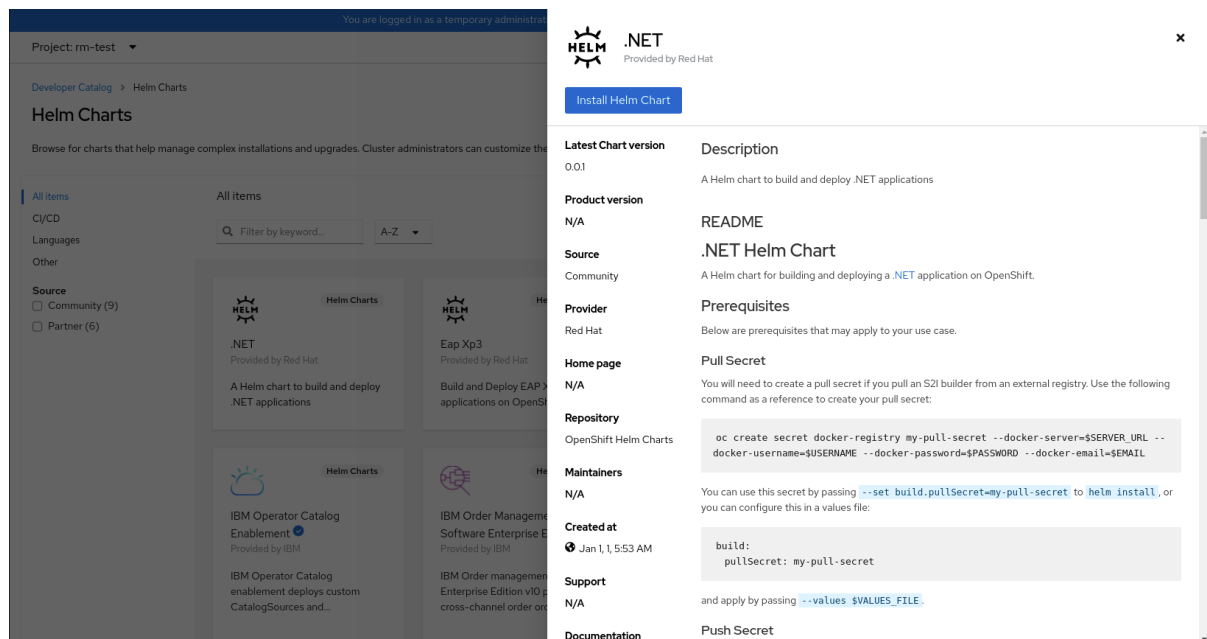 You are logged in as a temporary administrat
Project: rm-test
Developer Catalog > Helm Charts
Helm Charts
Browse for charts that help manage complex installations and upgrades. Cluster administrators can customize the
All items
CI/CD
Languages
Other
Source
Community (9)
Partner (6)
All items
Filter by keyword...
A-Z
HELM
Helm Charts
.NET
Provided by Red Hat
A Helm chart to build and deploy
.NET applications
HELM
He
Eap Xp3
Provided by Red Hat
Build and Deploy EAP X
applications on OpenSh
Helm Charts
IBM Operator Catalog
Enablement
Provided by IBM
IBM Operator Catalog
enablement deploys custom
CatalogSources and...
He
IBM Order Manageme
Software Enterprise E
Provided by IBM
IBM Order managemen
Enterprise Edition v10 p
cross-channel order orc
HELM
.NET
Provided by Red Hat
Install Helm Chart
Latest Chart version
0.0.1
Product version
N/A
Source
Community
Provider
Red Hat
Home page
N/A
Repository
OpenShift Helm Charts
Maintainers
N/A
Created at
Jan 1, 1, 5:53 AM
Support
N/A
Documentation
Description
A Helm chart to build and deploy .NET applications
README
.NET Helm Chart
A Helm chart for building and deploying a .NET application on OpenShift.
Prerequisites
Below are prerequisites that may apply to your use case.
Pull Secret
You will need to create a pull secret if you pull an S2I builder from an external registry. Use the following
command as a reference to create your pull secret:
oc create secret docker-registry my-pull-secret --docker-server=$SERVER_URL --
docker-username=$USERNAME --docker-password=$PASSWORD --docker-email=$EMAIL
You can use this secret by passing --set build.pullSecret=my-pull-secret to helm install, or
you can configure this in a values file:
build:
pullSecret: my-pull-secret
and apply by passing --values $VALUES_FILE.
Push Secret